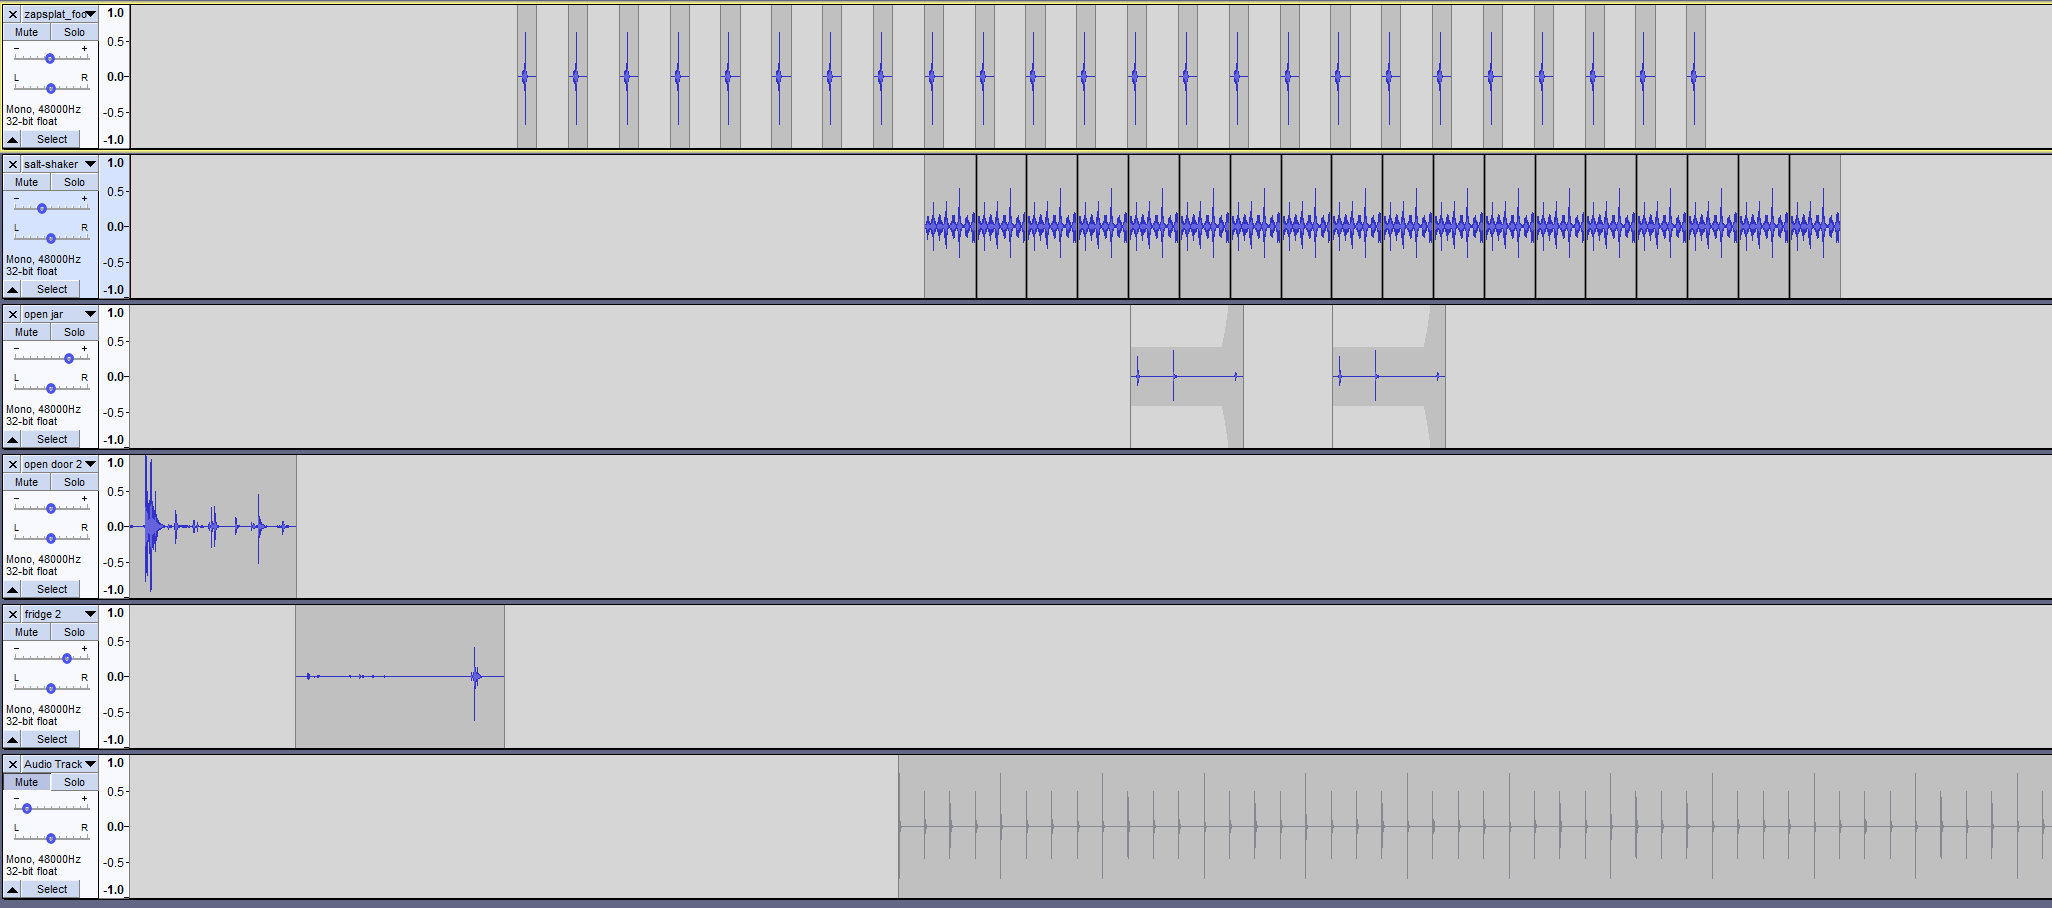 zapsplat_foo
Mute Solo
- +
L R
Mono, 48000Hz
32-bit float
Select
1.0
0.5
0.0
-0.5
-1.0
salt-shaker
Mute Solo
- +
L R
Mono, 48000Hz
32-bit float
Select
1.0
0.5
0.0
-0.5
-1.0
open jar
Mute Solo
- +
L R
Mono, 48000Hz
32-bit float
Select
1.0
0.5
0.0
-0.5
-1.0
open door 2
Mute Solo
- +
L R
Mono, 48000Hz
32-bit float
Select
1.0
0.5
0.0
-0.5
-1.0
fridge 2
Mute Solo
- +
L R
Mono, 48000Hz
32-bit float
Select
1.0
0.5
0.0
-0.5
-1.0
Audio Track
Mute Solo
- +
L R
Mono, 48000Hz
32-bit float
Select
1.0
0.5
0.0
-0.5
-1.0